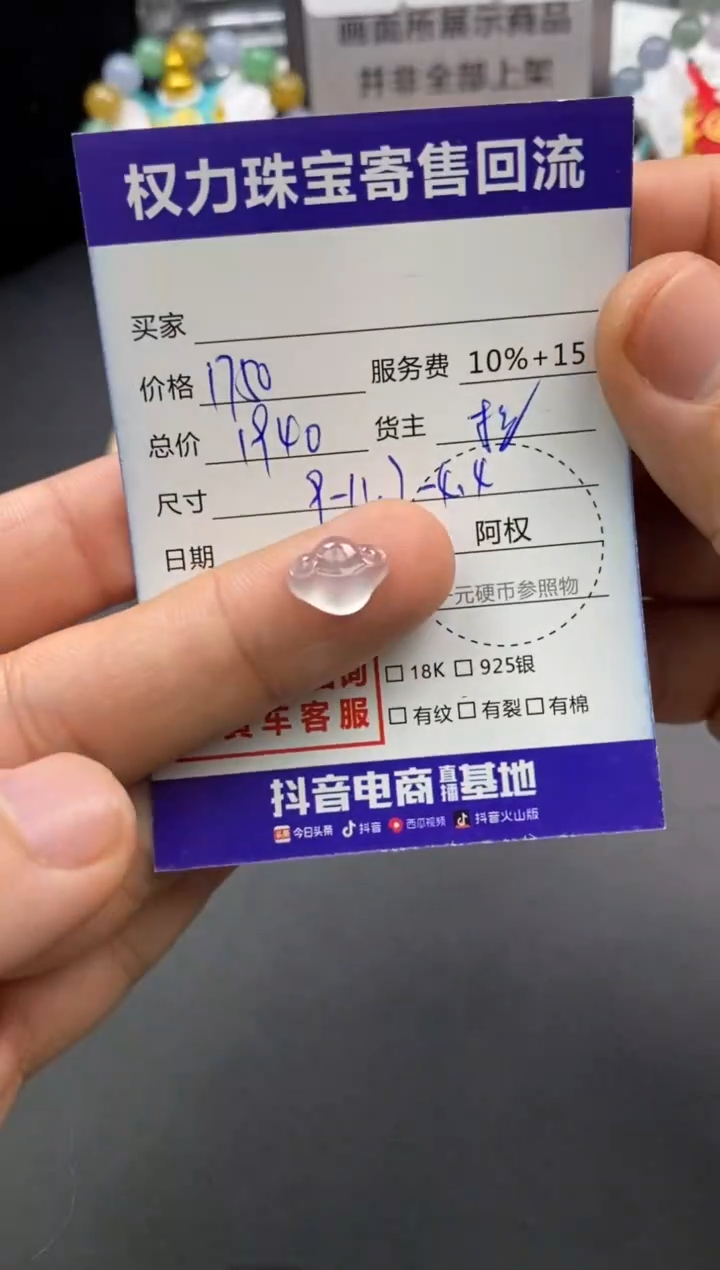 画面所展示商品
并非全部上架
权力珠宝寄售回流
买家
价格 1750 服务费 10%+15
总价 1940 货主
尺寸
日期 阿权
元硬币参照物
询 □ 18K □ 925银
车客服 □ 有纹 □ 有裂 □ 有棉
抖音电商直播基地
今日头条 抖音 西瓜视频 抖音火山版